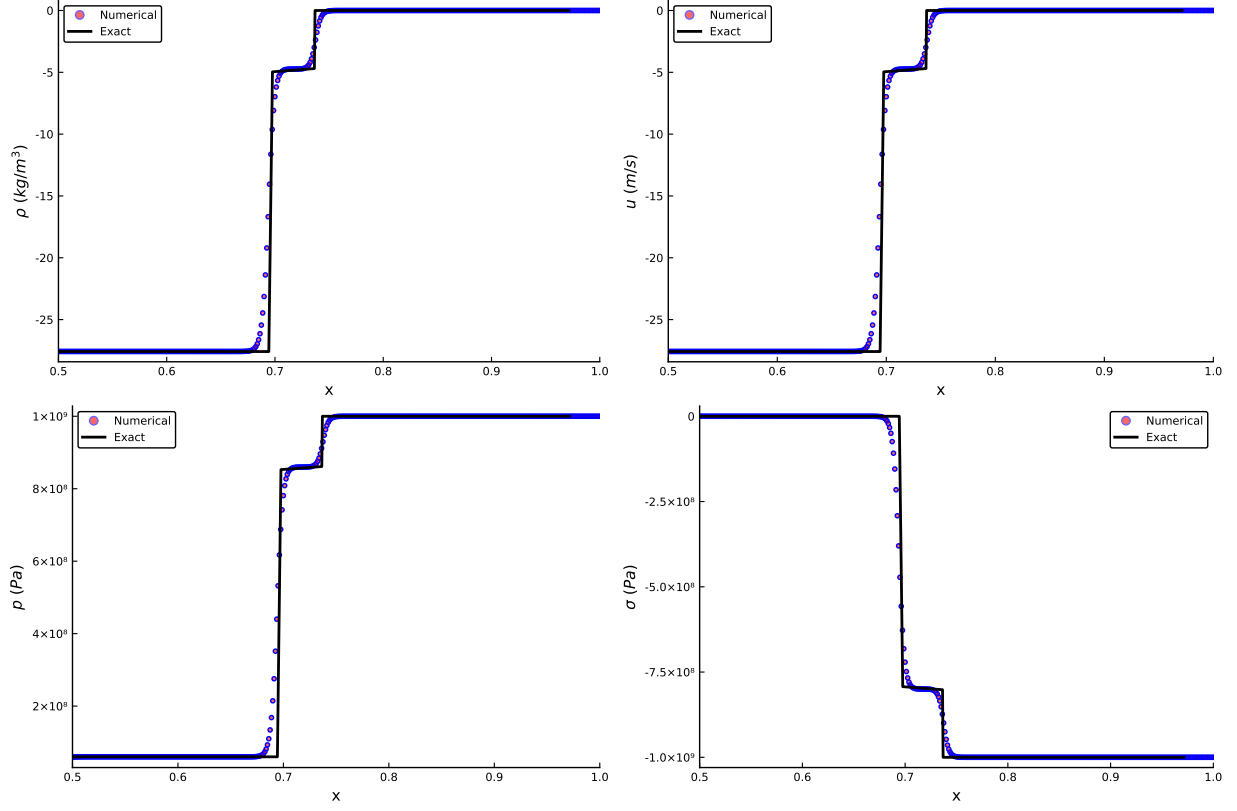 0
-5
-10
-15
-20
-25
0.5 0.6 0.7 0.8 0.9 1.0
x
ρ (kg/m³)
Numerical
Exact
0
-5
-10
-15
-20
-25
0.5 0.6 0.7 0.8 0.9 1.0
x
u (m/s)
Numerical
Exact
1×10⁹
8×10⁸
6×10⁸
4×10⁸
2×10⁸
0.5 0.6 0.7 0.8 0.9 1.0
x
p (Pa)
Numerical
Exact
0
-2.5×10⁸
-5.0×10⁸
-7.5×10⁸
-1.0×10⁹
0.5 0.6 0.7 0.8 0.9 1.0
x
σ (Pa)
Numerical
Exact